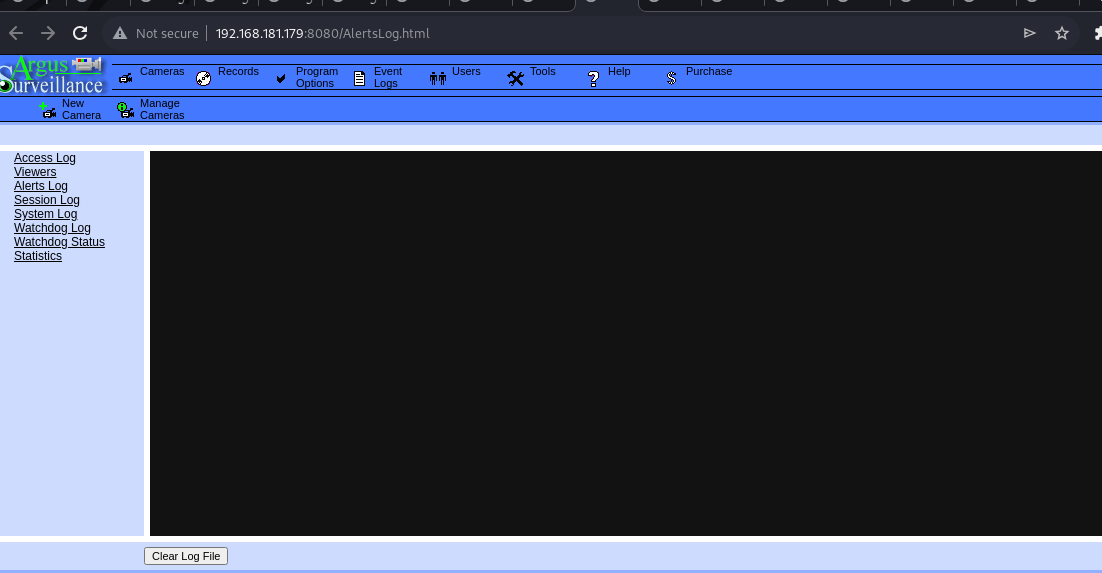 Not secure 192.168.181.179:8080/AlertsLog.html
Argus
Surveillance
Cameras
Records
Program
Options
Event
Logs
Users
Tools
Help
Purchase
New
Camera
Manage
Cameras
Access Log
Viewers
Alerts Log
Session Log
System Log
Watchdog Log
Watchdog Status
Statistics
Clear Log File